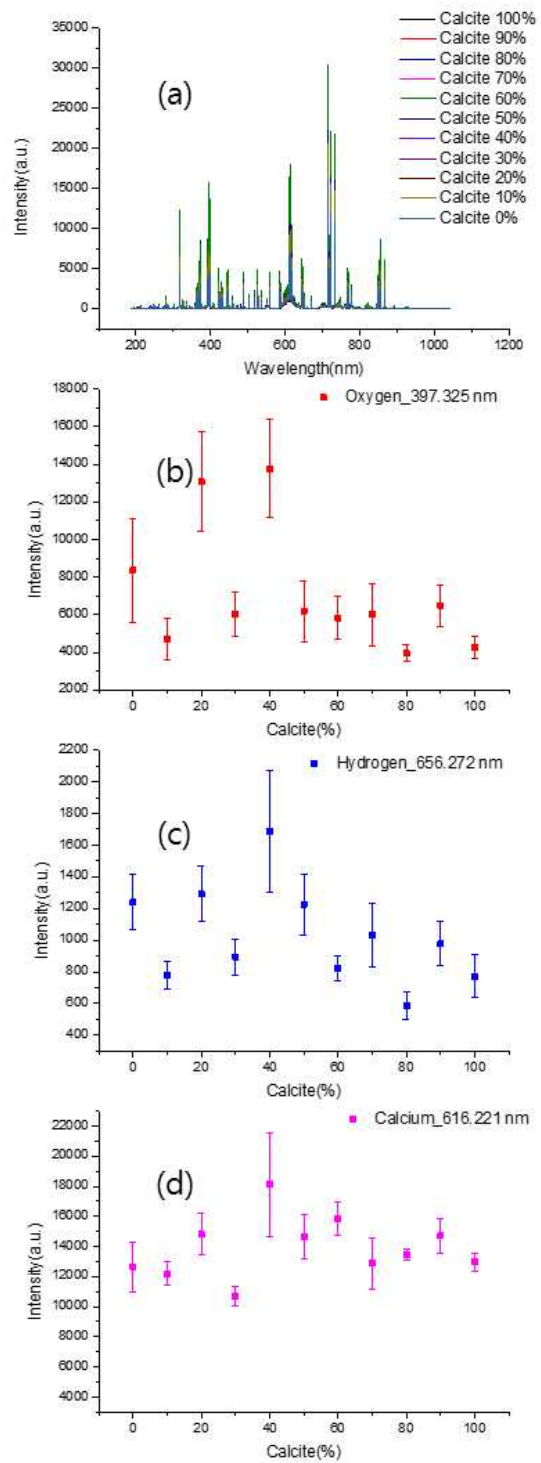 (a)
Calcite 100%
Calcite 90%
Calcite 80%
Calcite 70%
Calcite 60%
Calcite 50%
Calcite 40%
Calcite 30%
Calcite 20%
Calcite 10%
Calcite 0%
35000
30000
25000
20000
15000
10000
5000
0
Intensity(a.u.)
200 400 600 800 1000 1200
Wavelength(nm)
Oxygen_397.325 nm
(b)
18000
16000
14000
12000
10000
8000
6000
4000
2000
Intensity(a.u.)
0 20 40 60 80 100
Calcite(%)
Hydrogen_656.272 nm
(c)
2200
2000
1800
1600
1400
1200
1000
800
600
400
Intensity(a.u.)
0 20 40 60 80 100
Calcite(%)
Calcium_616.221 nm
(d)
22000
20000
18000
16000
14000
12000
10000
8000
6000
4000
Intensity(a.u.)
0 20 40 60 80 100
Calcite(%)